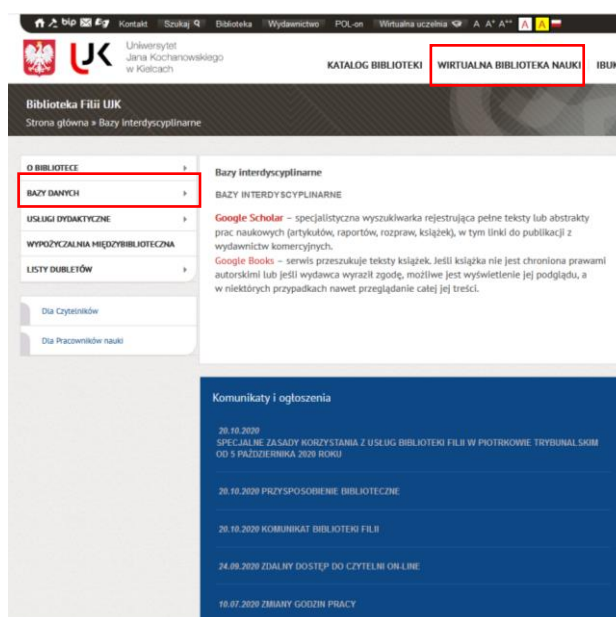 bip Kontakt Szukaj Biblioteka Wydawnictwo POL-on Wirtualna uczelnia A A⁺ A⁺⁺ A A
UJK
Uniwersytet
Jana Kochanowskiego
w Kielcach
KATALOG BIBLIOTEKI WIRTUALNA BIBLIOTEKA NAUKI IBUK
Biblioteka Filii UJK
Strona główna » Bazy interdyscyplinarne
O BIBLIOTECE
BAZY DANYCH
USŁUGI DYDAKTYCZNE
WYPOŻYCZALNIA MIĘDZYBIBLIOTECZNA
LISTY DUBLETÓW
Dla Czytelników
Dla Pracowników nauki
Bazy interdyscyplinarne
BAZY INTERDYSCYPLINARNE
Google Scholar – specjalistyczna wyszukiwarka rejestrująca pełne teksty lub abstrakty
prac naukowych (artykułów, raportów, rozpraw, książek), w tym linki do publikacji z
wydawnictw komercyjnych.
Google Books – serwis przeszukuje teksty książek. Jeśli książka nie jest chroniona prawami
autorskimi lub jeśli wydawca wyraził zgodę, możliwe jest wyświetlenie jej podglądu, a
w niektórych przypadkach nawet przeglądanie całej jej treści.
Komunikaty i ogłoszenia
20.10.2020
SPECJALNE ZASADY KORZYSTANIA Z USŁUG BIBLIOTEKI FILII W PIOTRKOWIE TRYBUNALSKIM
OD 5 PAŹDZIERNIKA 2020 ROKU
20.10.2020 PRZYSPOSOBIENIE BIBLIOTECZNE
20.10.2020 KOMUNIKAT BIBLIOTEKI FILII
24.09.2020 ZDALNY DOSTĘP DO CZYTELNI ON-LINE
10.07.2020 ZMIANY GODZIN PRACY